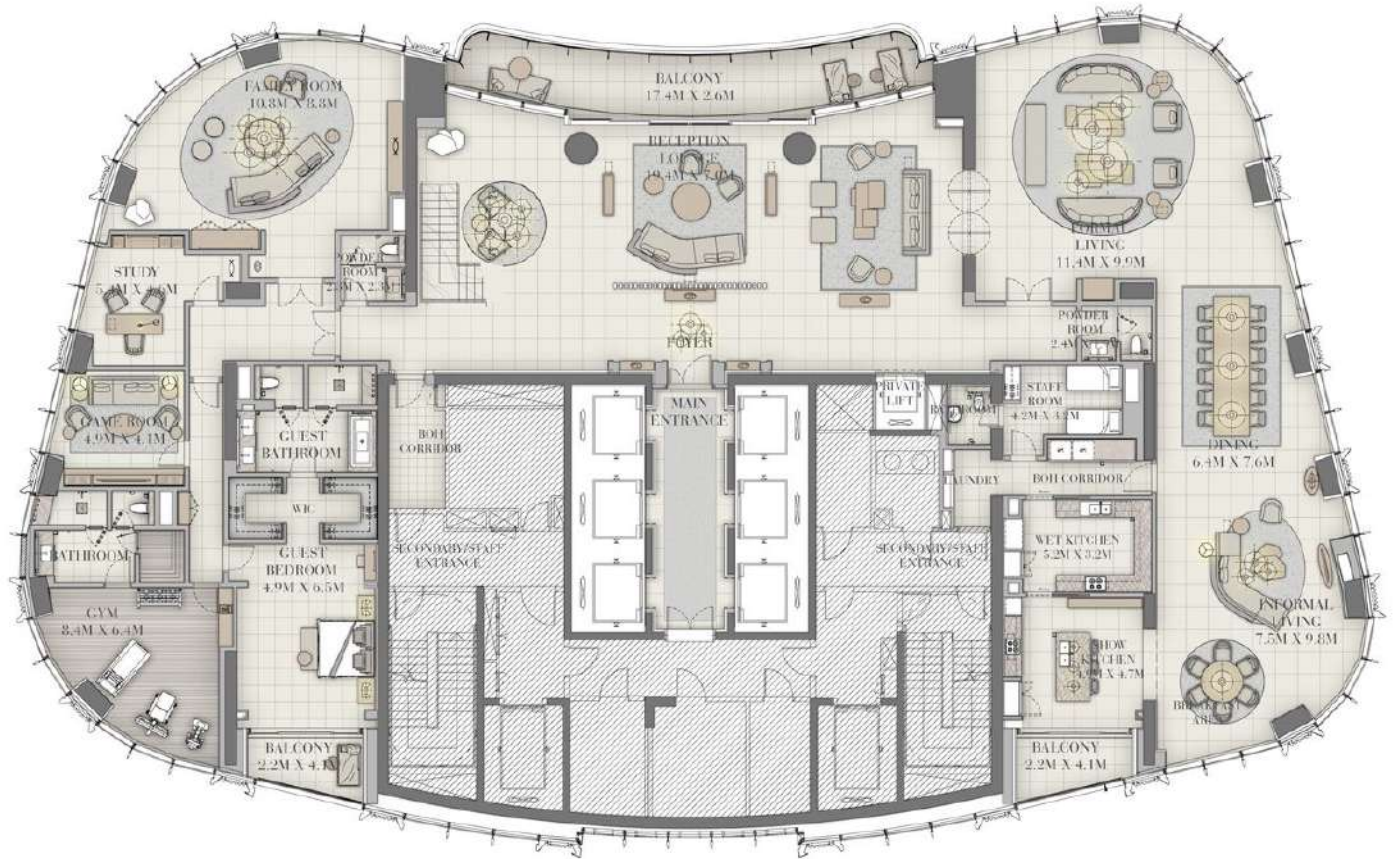 FAMILY ROOM
10.8M X 8.8M
BALCONY
17.4M X 2.6M
RECEPTION
LOUNGE
FORMAL
LIVING
11.4M X 9.9M
STUDY
POWDER
ROOM
FOYER
POWDER
ROOM
GAME ROOM
4.9M X 4.1M
GUEST
BATHROOM
BOH
CORRIDOR
MAIN
ENTRANCE
PRIVATE
LIFT
BATHROOM
STAFF
ROOM
DINING
6.4M X 7.6M
LAUNDRY
BOH CORRIDOR
WIC
BATHROOM
GUEST
BEDROOM
4.9M X 6.5M
SECONDARY/STAFF
ENTRANCE
SECONDARY/STAFF
ENTRANCE
WET KITCHEN
5.2M X 3.2M
GYM
8.4M X 6.4M
INFORMAL
LIVING
7.5M X 9.8M
SHOW
KITCHEN
BREAKFAST
AREA
BALCONY
BALCONY
2.2M X 4.1M